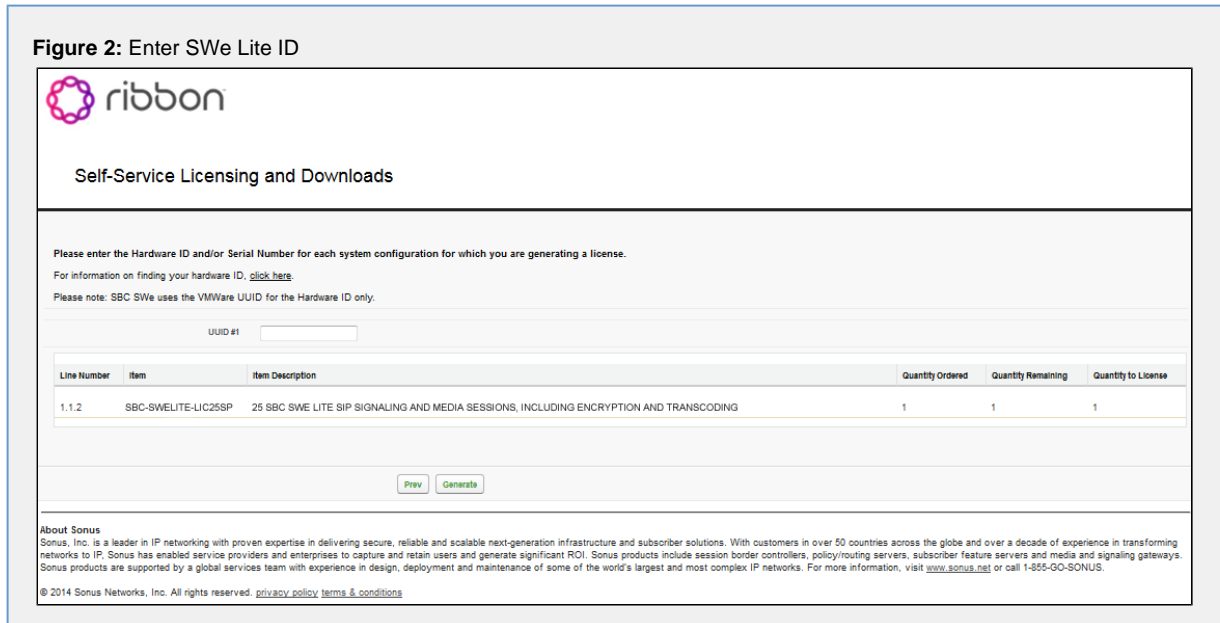 Figure 2: Enter SWe Lite ID
ribbon
Self-Service Licensing and Downloads
Please enter the Hardware ID and/or Serial Number for each system configuration for which you are generating a license.
For information on finding your hardware ID, click here.
Please note: SBC SWe uses the VMWare UUID for the Hardware ID only.
UUID #1
Line Number Item Item Description Quantity Ordered Quantity Remaining Quantity to License
1.1.2 SBC-SWELITE-LIC25SP 25 SBC SWE LITE SIP SIGNALING AND MEDIA SESSIONS, INCLUDING ENCRYPTION AND TRANSCODING 1 1 1
Prev Generate
About Sonus
Sonus, Inc. is a leader in IP networking with proven expertise in delivering secure, reliable and scalable next-generation infrastructure and subscriber solutions. With customers in over 50 countries across the globe and over a decade of experience in transforming
networks to IP, Sonus has enabled service providers and enterprises to capture and retain users and generate significant ROI. Sonus products include session border controllers, policy/routing servers, subscriber feature servers and media and signaling gateways.
Sonus products are supported by a global services team with experience in design, deployment and maintenance of some of the world's largest and most complex IP networks. For more information, visit www.sonus.net or call 1-855-GO-SONUS.
© 2014 Sonus Networks, Inc. All rights reserved. privacy policy terms & conditions